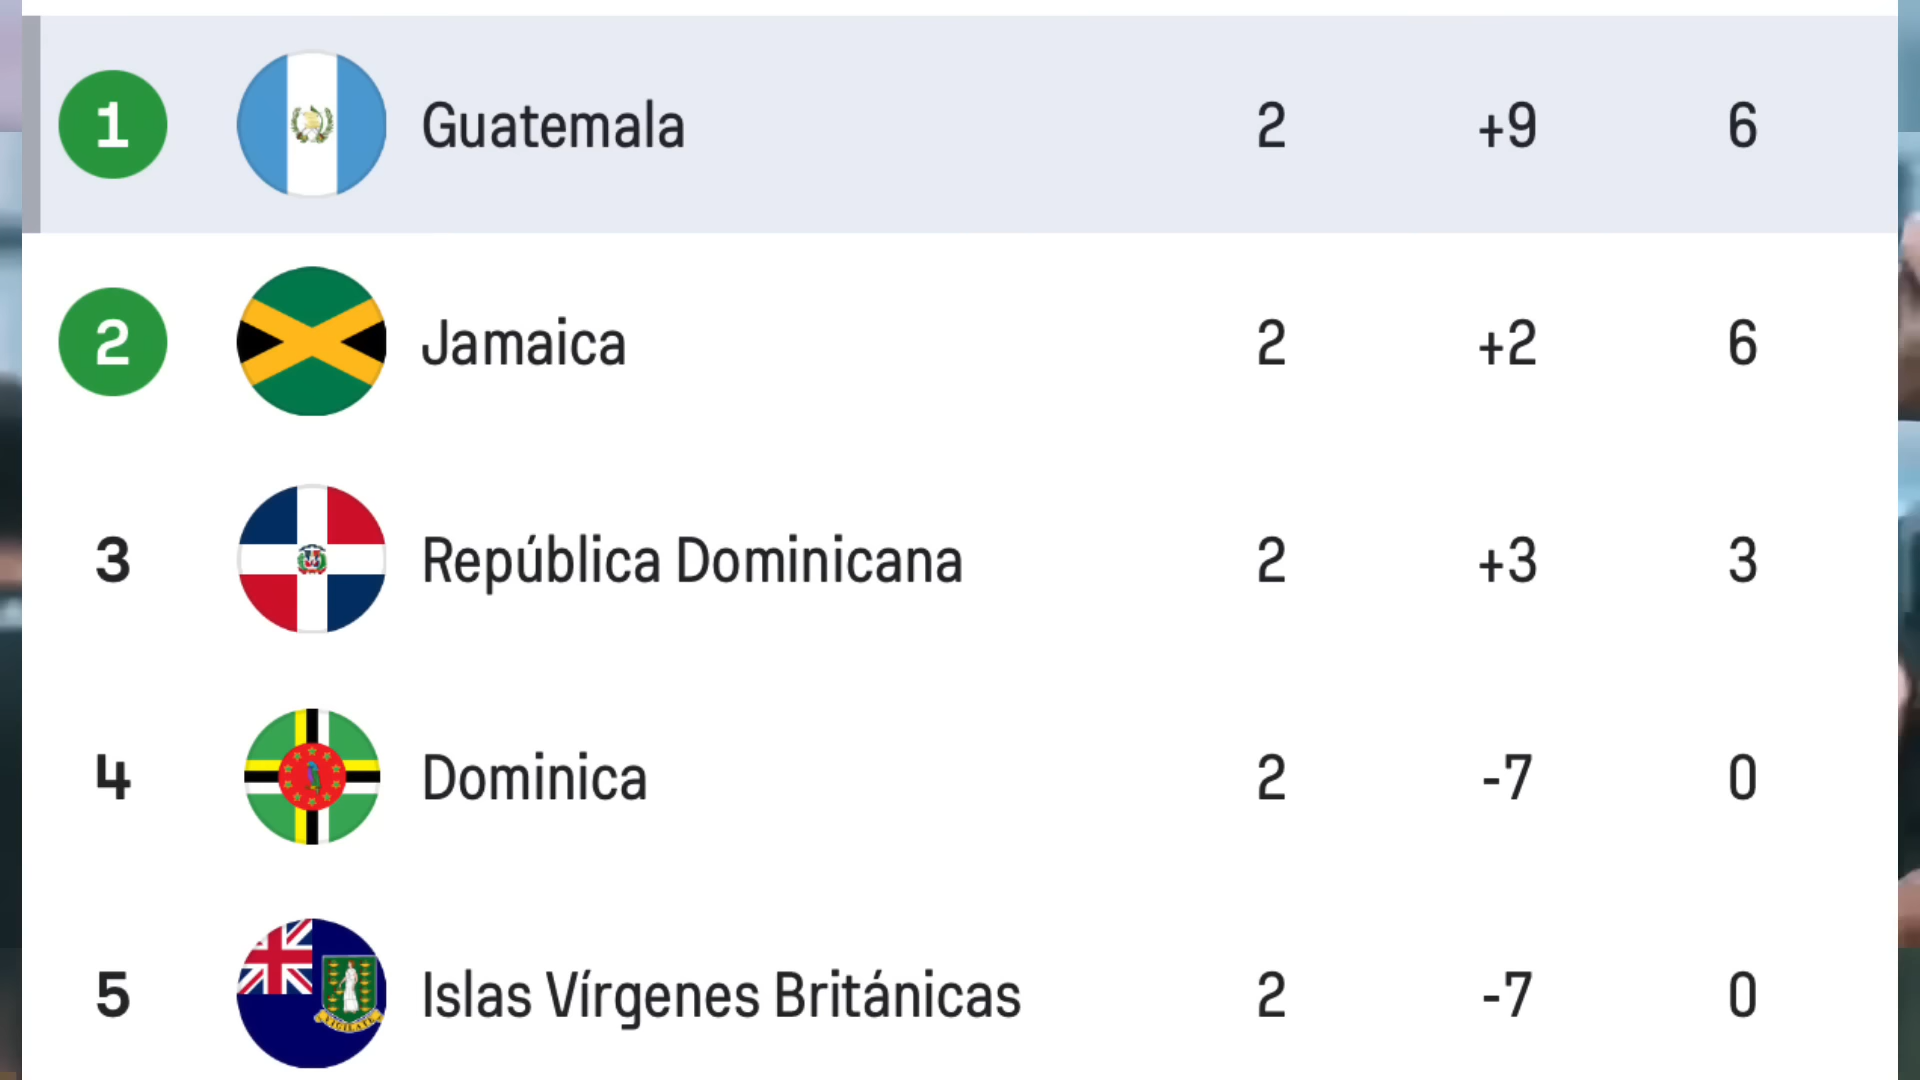 1 Guatemala 2 +9 6
2 Jamaica 2 +2 6
3 República Dominicana 2 +3 3
4 Dominica 2 -7 0
5 Islas Vírgenes Británicas 2 -7 0
VIGILATE